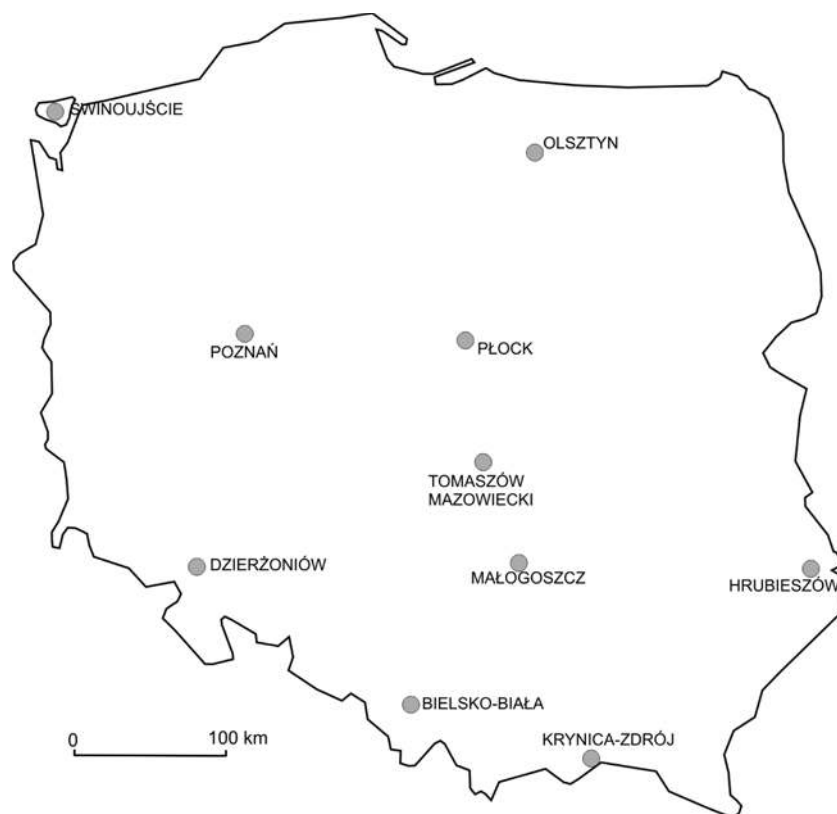 ŚWINOUJŚCIE
OLSZTYN
POZNAŃ
PŁOCK
TOMASZÓW
MAZOWIECKI
DZIERŻONIÓW
MAŁOGOSZCZ
HRUBIESZÓW
BIELSKO-BIAŁA
KRYNICA-ZDRÓJ
0 100 km